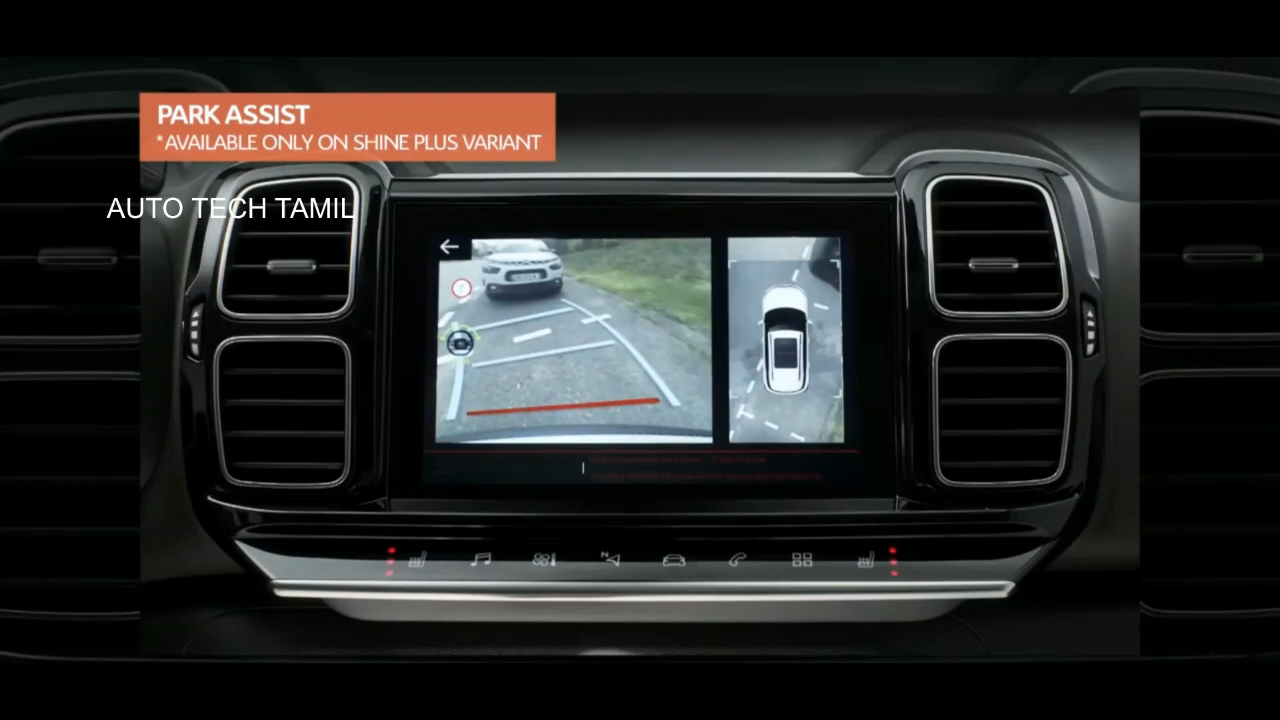 PARK ASSIST
*AVAILABLE ONLY ON SHINE PLUS VARIANT
AUTO TECH TAMIL
N